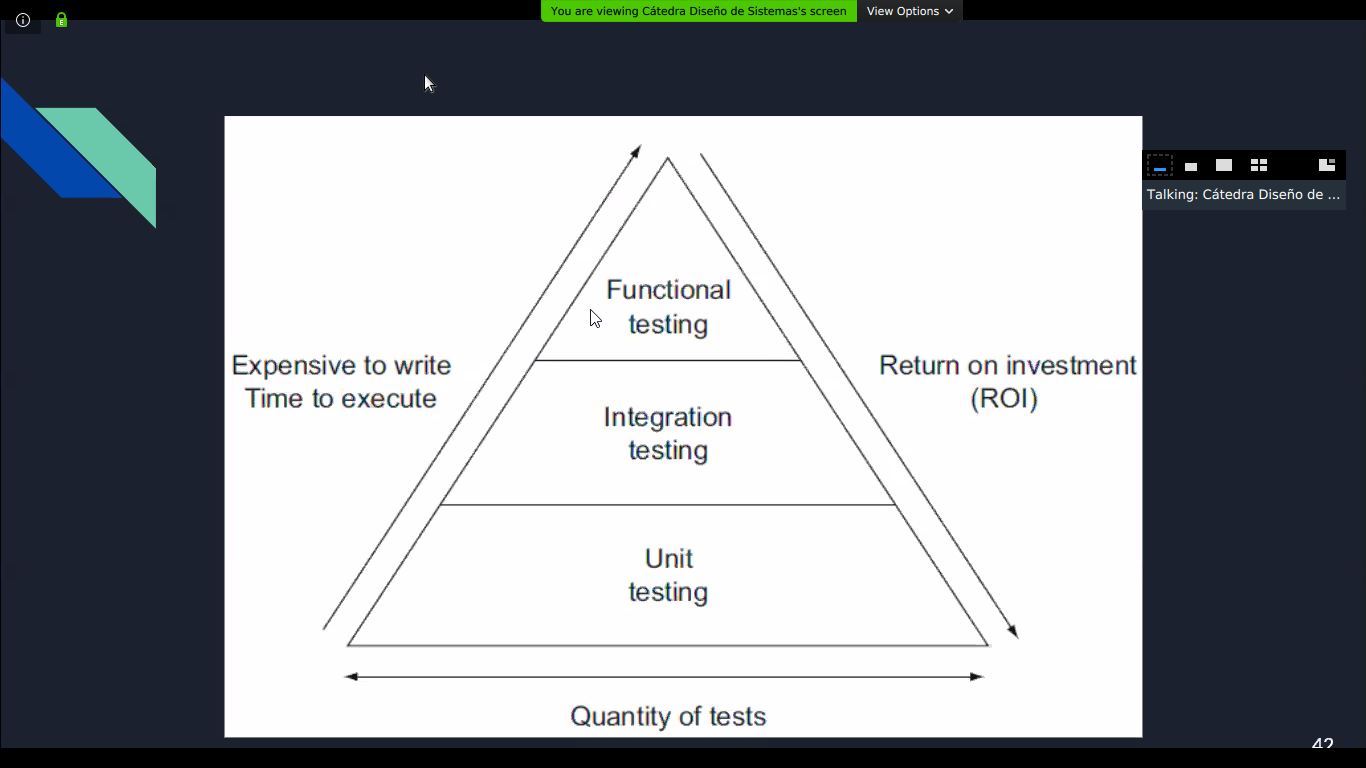 You are viewing Cátedra Diseño de Sistemas's screen
View Options
Talking: Cátedra Diseño de ...
Functional
testing
Expensive to write
Time to execute
Return on investment
(ROI)
Integration
testing
Unit
testing
Quantity of tests
42